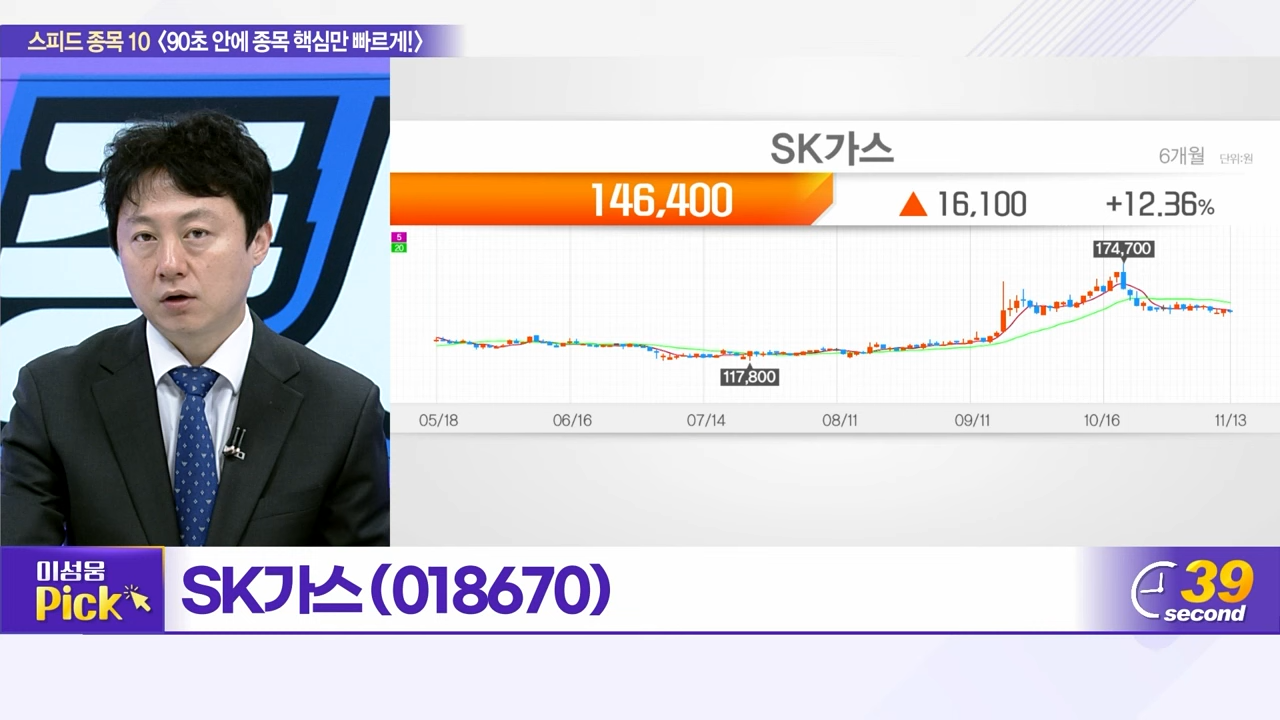 스피드 종목 10 〈90초 안에 종목 핵심만 빠르게!〉
SK가스
6개월 단위:원
146,400 ▲ 16,100 +12.36%
5
20
174,700
117,800
05/18 06/16 07/14 08/11 09/11 10/16 11/13
이성웅
Pick
SK가스(018670)
39
second